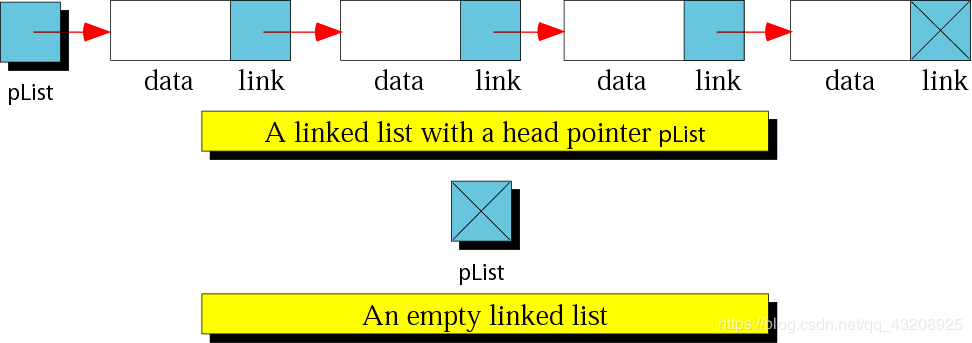 data link data link data link data link
pList
A linked list with a head pointer pList
pList
An empty linked list
https://blog.csdn.net/qq_43208925